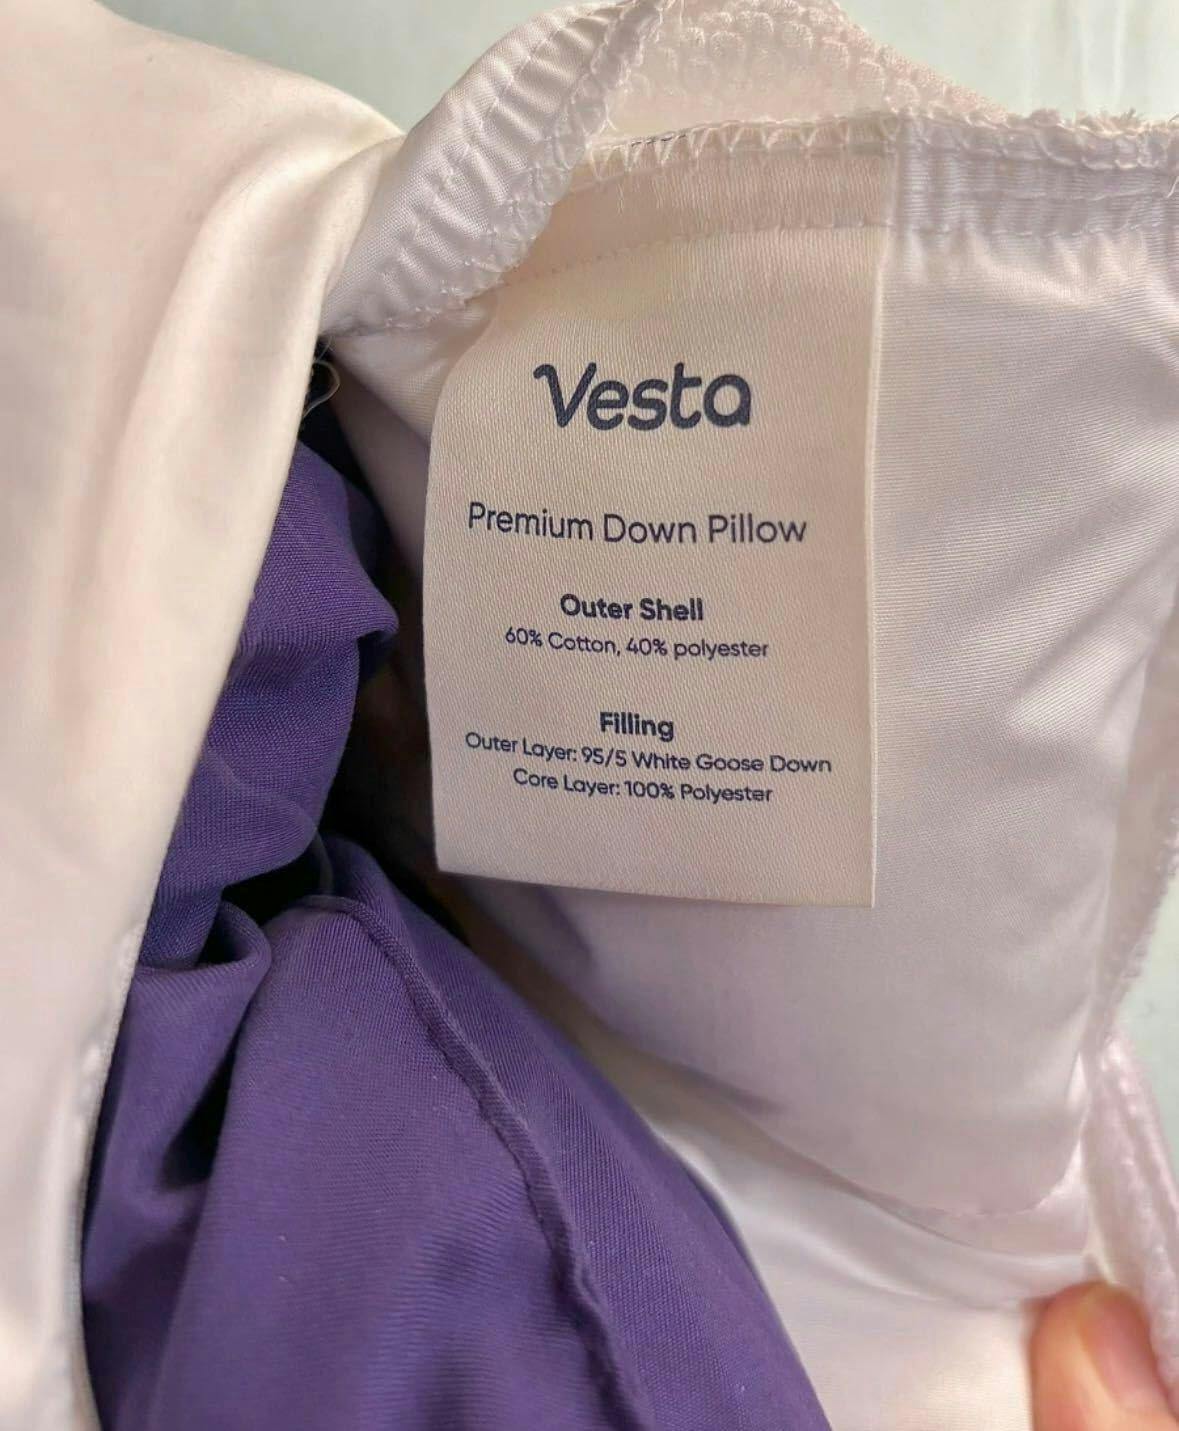 Vesta
Premium Down Pillow
Outer Shell
60% Cotton, 40% polyester
Filling
Outer Layer: 95/5 White Goose Down
Core Layer: 100% Polyester